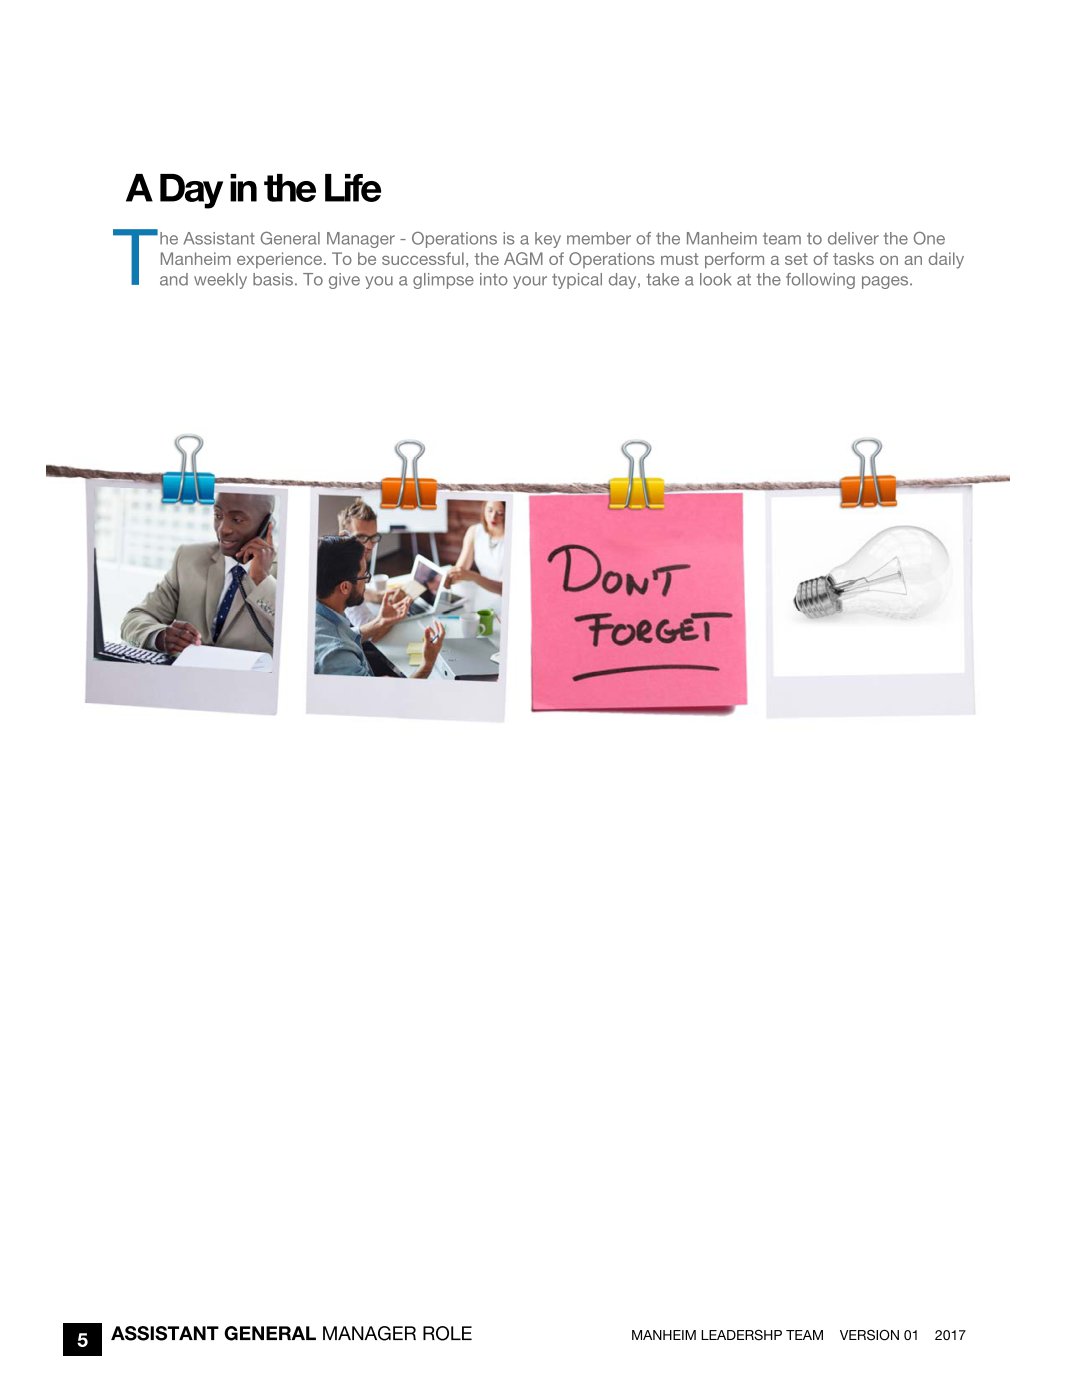 A Day in the Life
The Assistant General Manager - Operations is a key member of the Manheim team to deliver the One
Manheim experience. To be successful, the AGM of Operations must perform a set of tasks on an daily
and weekly basis. To give you a glimpse into your typical day, take a look at the following pages.
DON'T
FORGET
5 ASSISTANT GENERAL MANAGER ROLE MANHEIM LEADERSHP TEAM VERSION 01 2017